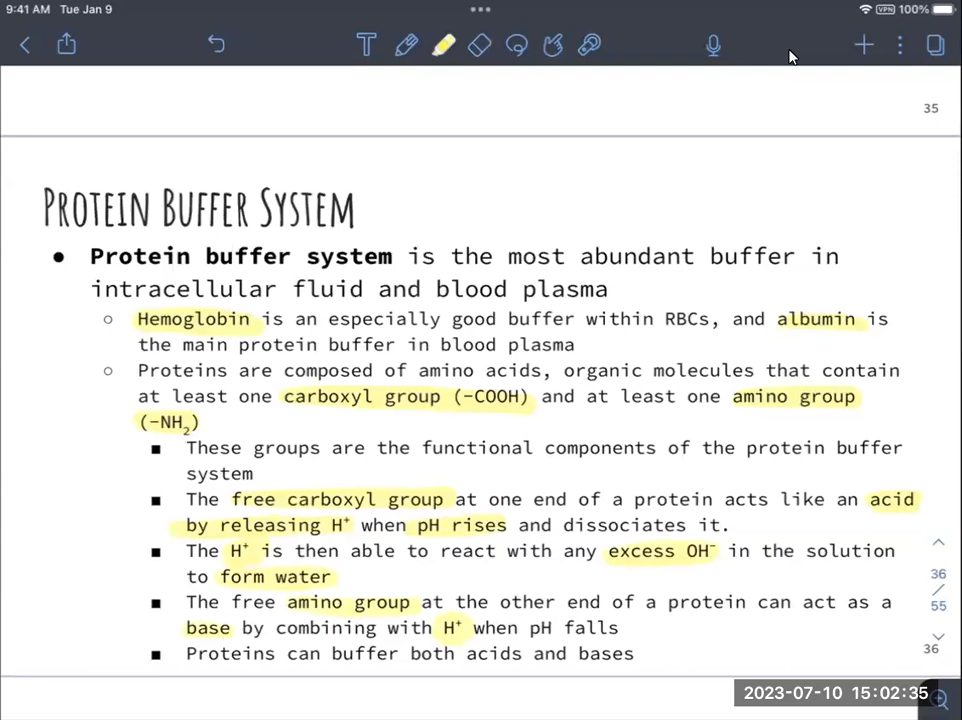 9:41 AM Tue Jan 9
VPN 100%
35
PROTEIN BUFFER SYSTEM
● Protein buffer system is the most abundant buffer in
intracellular fluid and blood plasma
○ Hemoglobin is an especially good buffer within RBCs, and albumin is
the main protein buffer in blood plasma
○ Proteins are composed of amino acids, organic molecules that contain
at least one carboxyl group (-COOH) and at least one amino group
(-NH₂)
■ These groups are the functional components of the protein buffer
system
■ The free carboxyl group at one end of a protein acts like an acid
by releasing H⁺ when pH rises and dissociates it.
■ The H⁺ is then able to react with any excess OH⁻ in the solution
to form water
■ The free amino group at the other end of a protein can act as a
base by combining with H⁺ when pH falls
■ Proteins can buffer both acids and bases
36
/
55
36
2023-07-10 15:02:35